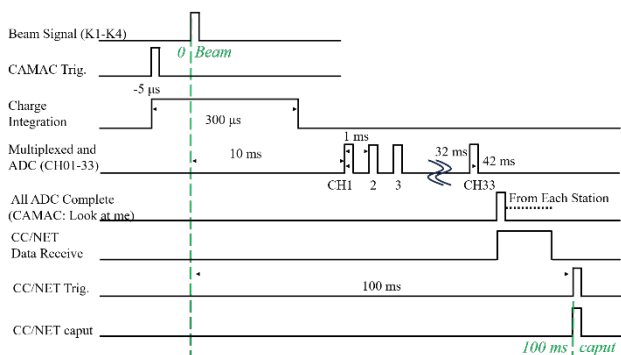 Beam Signal (K1-K4)
0 Beam
CAMAC Trig.
-5 μs
Charge
Integration
300 μs
1 ms
Multiplexed and
ADC (CH01-33)
10 ms
32 ms
42 ms
CH1 2 3 CH33
All ADC Complete
(CAMAC: Look at me)
From Each Station
CC/NET
Data Receive
CC/NET Trig.
100 ms
CC/NET caput
100 ms caput